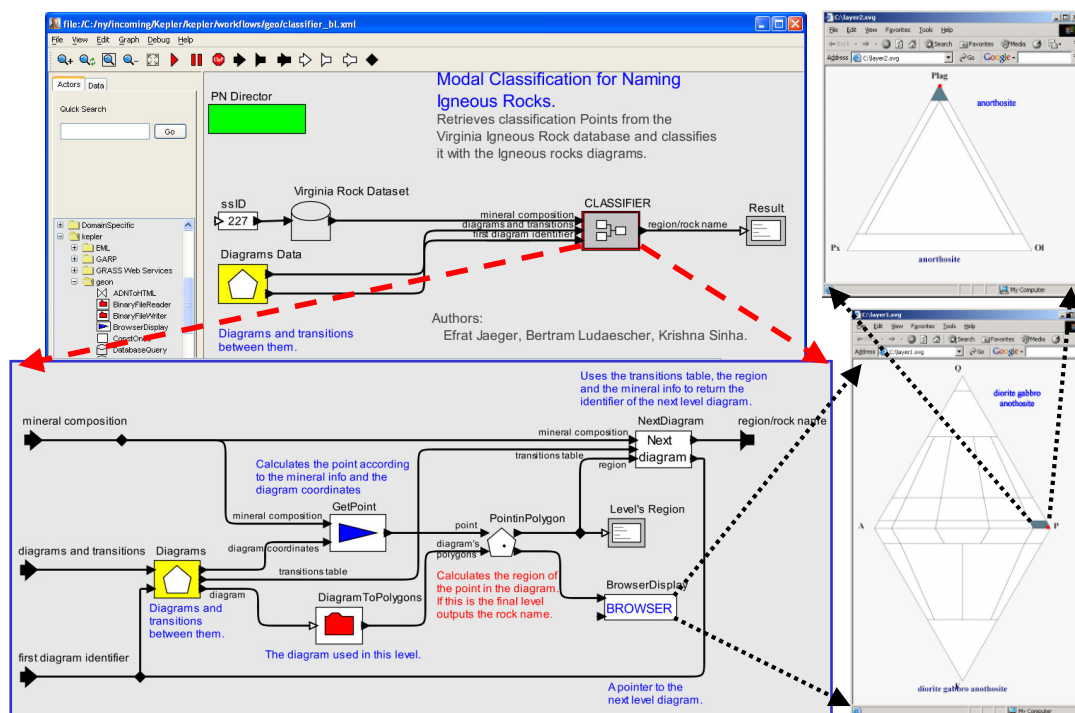 file:/C:/ny/incoming/Kepler/kepler/workflows/geo/classifier_bl.xml
File View Edit Graph Debug Help
Actors Data
Quick Search
Go
DomainSpecific
kepler
EML
GARP
GRASS Web Services
geon
ADNToHTML
BinaryFileReader
BinaryFileWriter
BrowserDisplay
ConstOnce
DatabaseQuery
PN Director
Modal Classification for Naming
Igneous Rocks.
Retrieves classification Points from the
Virginia Igneous Rock database and classifies
it with the Igneous rocks diagrams.
ssID
227
Virginia Rock Dataset
Diagrams Data
mineral composition
diagrams and transitions
first diagram identifier
CLASSIFIER
region/rock name
Result
Diagrams and transitions
between them.
Authors:
Efrat Jaeger, Bertram Ludaescher, Krishna Sinha.
Uses the transitions table, the region
and the mineral info to return the
identifier of the next level diagram.
mineral composition
mineral composition
NextDiagram
Next
diagram
region/rock name
transitions table
region
Calculates the point according
to the mineral info and the
diagram coordinates
GetPoint
mineral composition
point
PointinPolygon
Level's Region
diagrams and transitions
Diagrams
diagram coordinates
diagram's
polygons
transitions table
diagram
Diagrams and
transitions
between them.
DiagramToPolygons
The diagram used in this level.
Calculates the region of
the point in the diagram.
If this is the final level
outputs the rock name.
BrowserDisplay
BROWSER
first diagram identifier
A pointer to the
next level diagram.
C:\layer2.svg
File Edit View Favorites Tools Help
Back Search Favorites Media
Address C:\layer2.svg Go Google
Plag
anorthosite
Px
Ol
anorthosite
My Computer
C:\layer1.svg
Edit View Favorites Tools Help
Search Favorites Media
Address C:\layer1.svg Go Google
Q
diorite gabbro
anothosite
A
P
diorite gabbro anothosite
My Computer